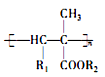 CH₃
HC C n
R₁ COOR₂